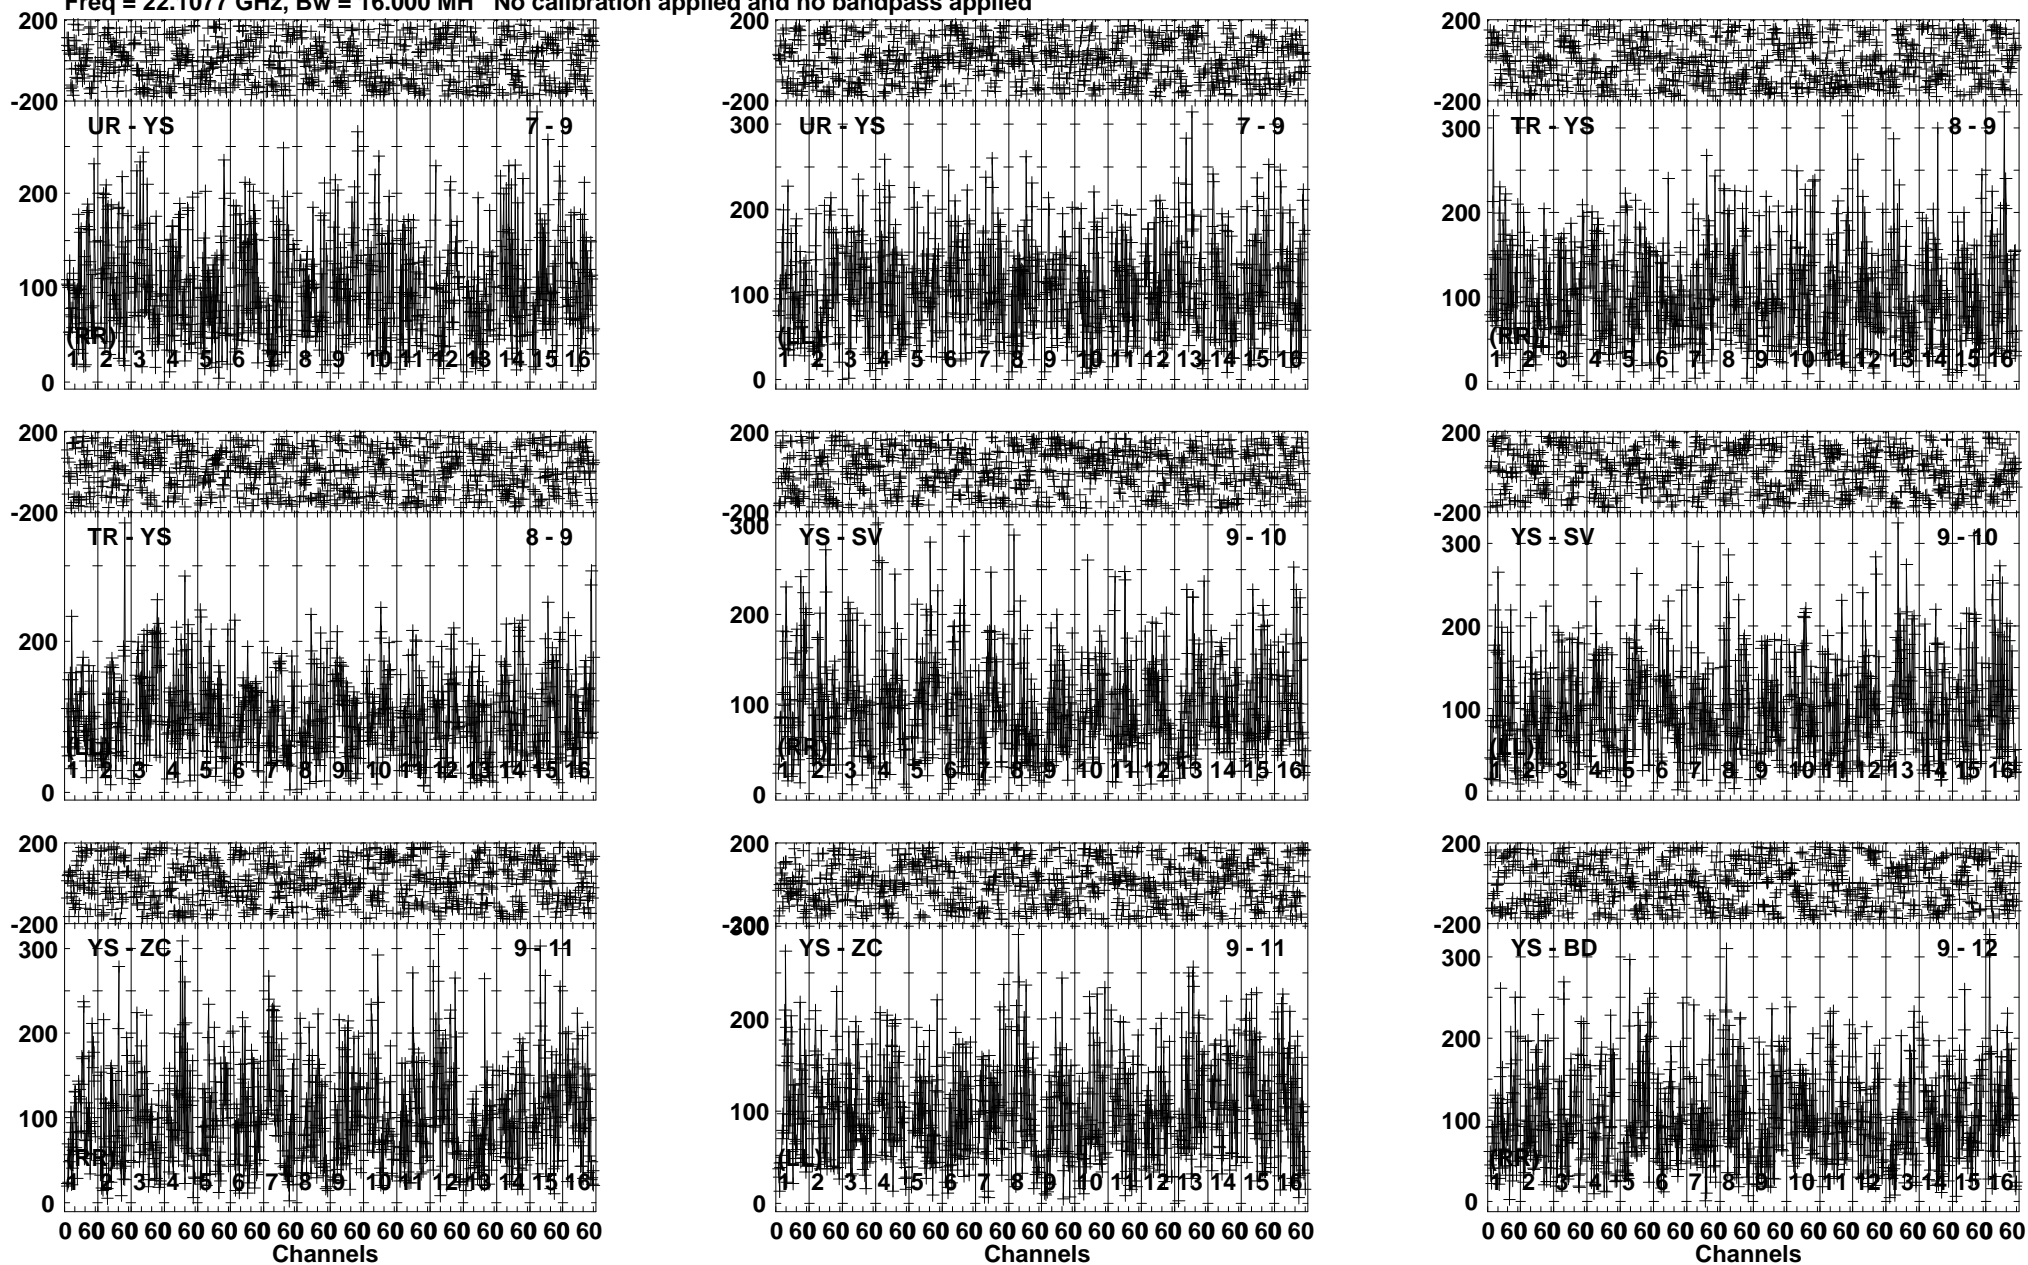 Freq = 22.1077 GHz, Bw = 16.000 MH No calibration applied and no bandpass applied
200 200 200
-200 -200 -200
UR - YS 7 - 9 UR - YS 7 - 9 TR - YS 8 - 9
300 300
200 200 200
100 100 100
(RR) (LL) (RR)
1 2 3 4 5 6 7 8 9 10 11 12 13 14 15 16 1 2 3 4 5 6 7 8 9 10 11 12 13 14 15 16 1 2 3 4 5 6 7 8 9 10 11 12 13 14 15 16
0 0 0
200 200 200
-200 -200 -200
TR - YS 8 - 9 YS - SV 9 - 10 YS - SV 9 - 10
300 300
200 200 200
100 100
(LL) (RR) (LL)
1 2 3 4 5 6 7 8 9 10 11 12 13 14 15 16 1 2 3 4 5 6 7 8 9 10 11 12 13 14 15 16 1 2 3 4 5 6 7 8 9 10 11 12 13 14 15 16
0 0 0
200 200 200
-200 -200 -200
YS - ZC 9 - 11 YS - ZC 9 - 11 YS - BD 9 - 12
300 300 300
200 200 200
100 100 100
(RR) (LL) (RR)
1 2 3 4 5 6 7 8 9 10 11 12 13 14 15 16 1 2 3 4 5 6 7 8 9 10 11 12 13 14 15 16 1 2 3 4 5 6 7 8 9 10 11 12 13 14 15 16
0 0 0
0 60 60 60 60 60 60 60 60 60 60 60 60 60 60 60 60 0 60 60 60 60 60 60 60 60 60 60 60 60 60 60 60 60 0 60 60 60 60 60 60 60 60 60 60 60 60 60 60 60 60
Channels Channels Channels